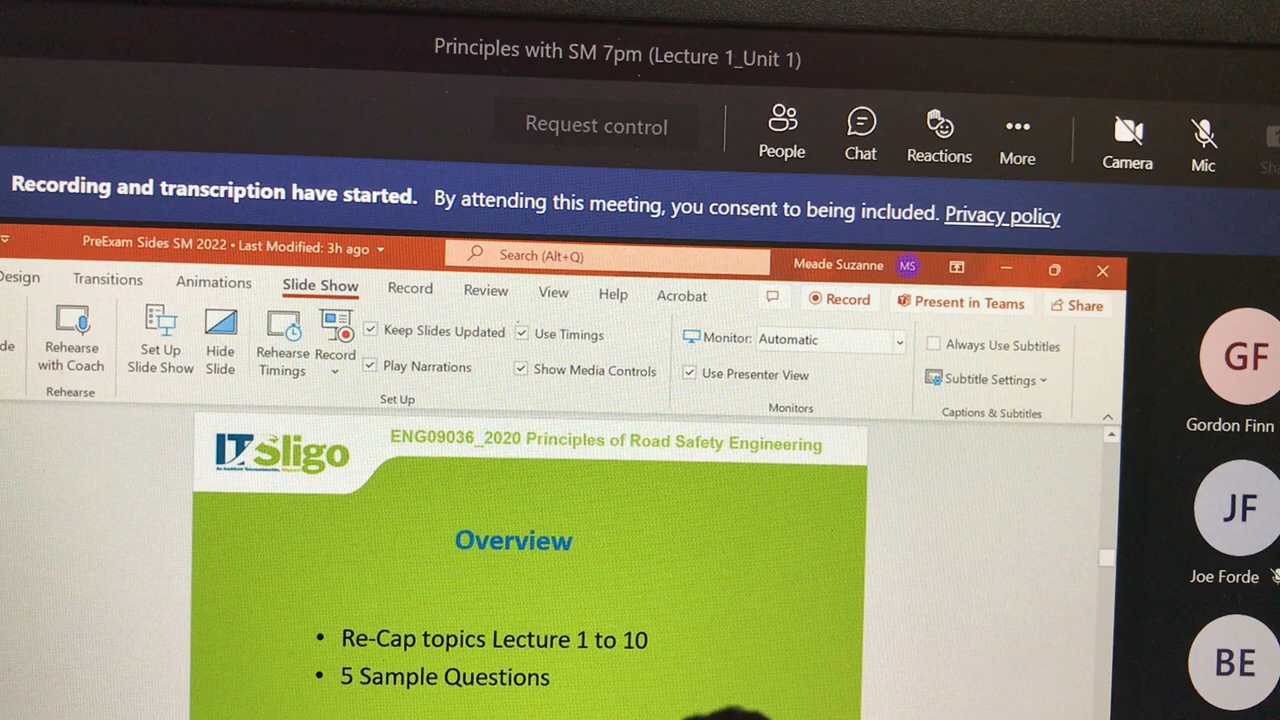 Principles with SM 7pm (Lecture 1_Unit 1)
Request control
People
Chat
Reactions
More
Camera
Mic
Recording and transcription have started. By attending this meeting, you consent to being included. Privacy policy
PreExam Sides SM 2022 • Last Modified: 3h ago
Search (Alt+Q)
Meade Suzanne MS
Transitions
Animations
Slide Show
Record
Review
View
Help
Acrobat
Record
Present in Teams
Share
Rehearse
with Coach
Set Up
Slide Show
Hide
Slide
Rehearse
Timings
Record
Keep Slides Updated
Use Timings
Play Narrations
Show Media Controls
Monitor: Automatic
Use Presenter View
Always Use Subtitles
Subtitle Settings
Rehearse
Set Up
Monitors
Captions & Subtitles
IT Sligo
ENG09036_2020 Principles of Road Safety Engineering
Overview
• Re-Cap topics Lecture 1 to 10
• 5 Sample Questions
GF
Gordon Finn
JF
Joe Forde
BE